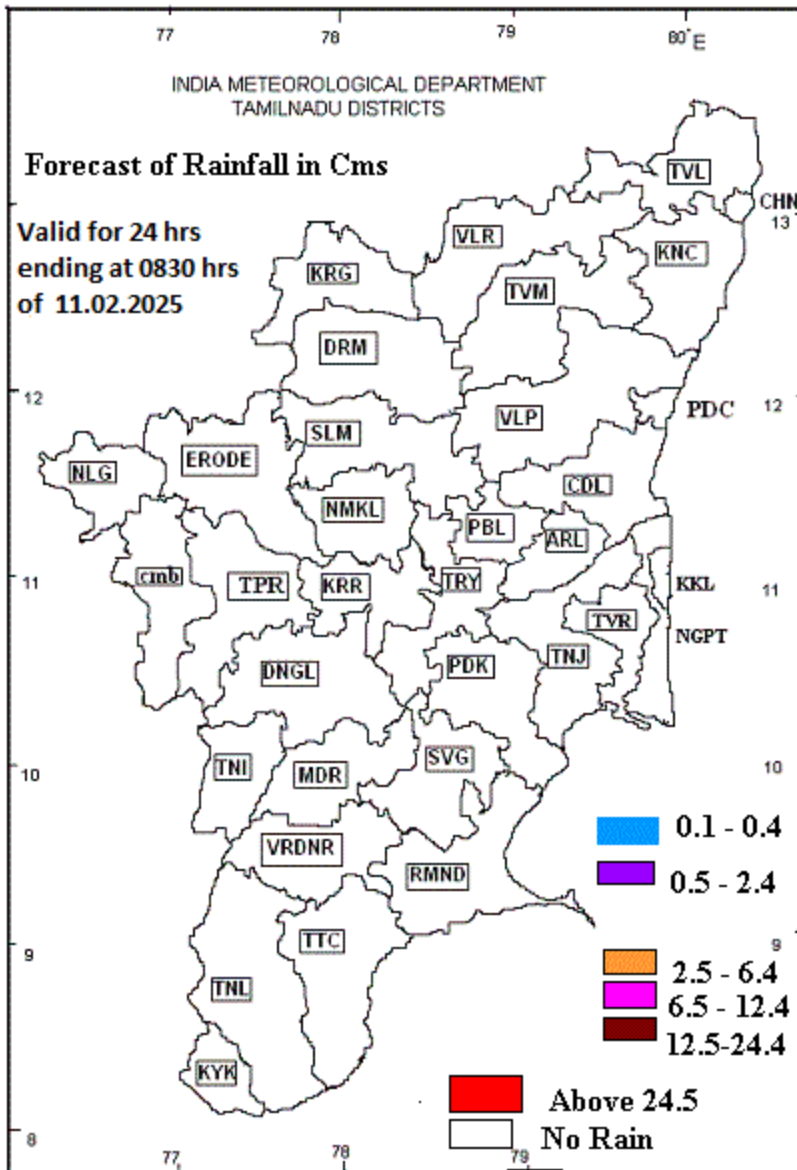 77 78 79 80° E
INDIA METEOROLOGICAL DEPARTMENT
TAMILNADU DISTRICTS
Forecast of Rainfall in Cms
TVL
CHN
13
Valid for 24 hrs
ending at 0830 hrs
of 11.02.2025
VLR
KNC
KRG
TVM
DRM
12
12
PDC
VLP
SLM
ERODE
NLG
CDL
NMKL
PBL
ARL
11
cmb
TPR
KRR
TRY
KKL
11
TVR
NGPT
DNGL
PDK
TNJ
10
TNI
MDR
SVG
10
0.1 - 0.4
VRDNR
RMND
0.5 - 2.4
9
TTC
9
2.5 - 6.4
TNL
6.5 - 12.4
12.5-24.4
KYK
Above 24.5
8
No Rain
77 78 79